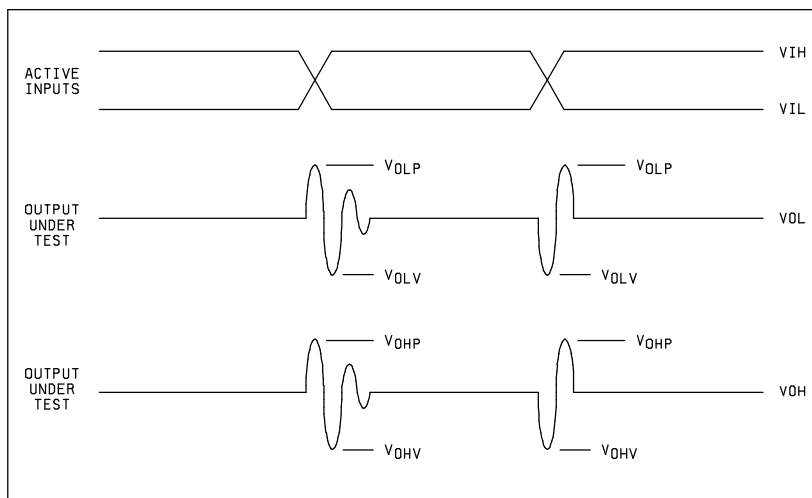 ACTIVE
INPUTS
VIH
VIL
OUTPUT
UNDER
TEST
VOLP
VOLP
VOL
VOLV
VOLV
OUTPUT
UNDER
TEST
VOHP
VOHP
VOH
VOHV
VOHV